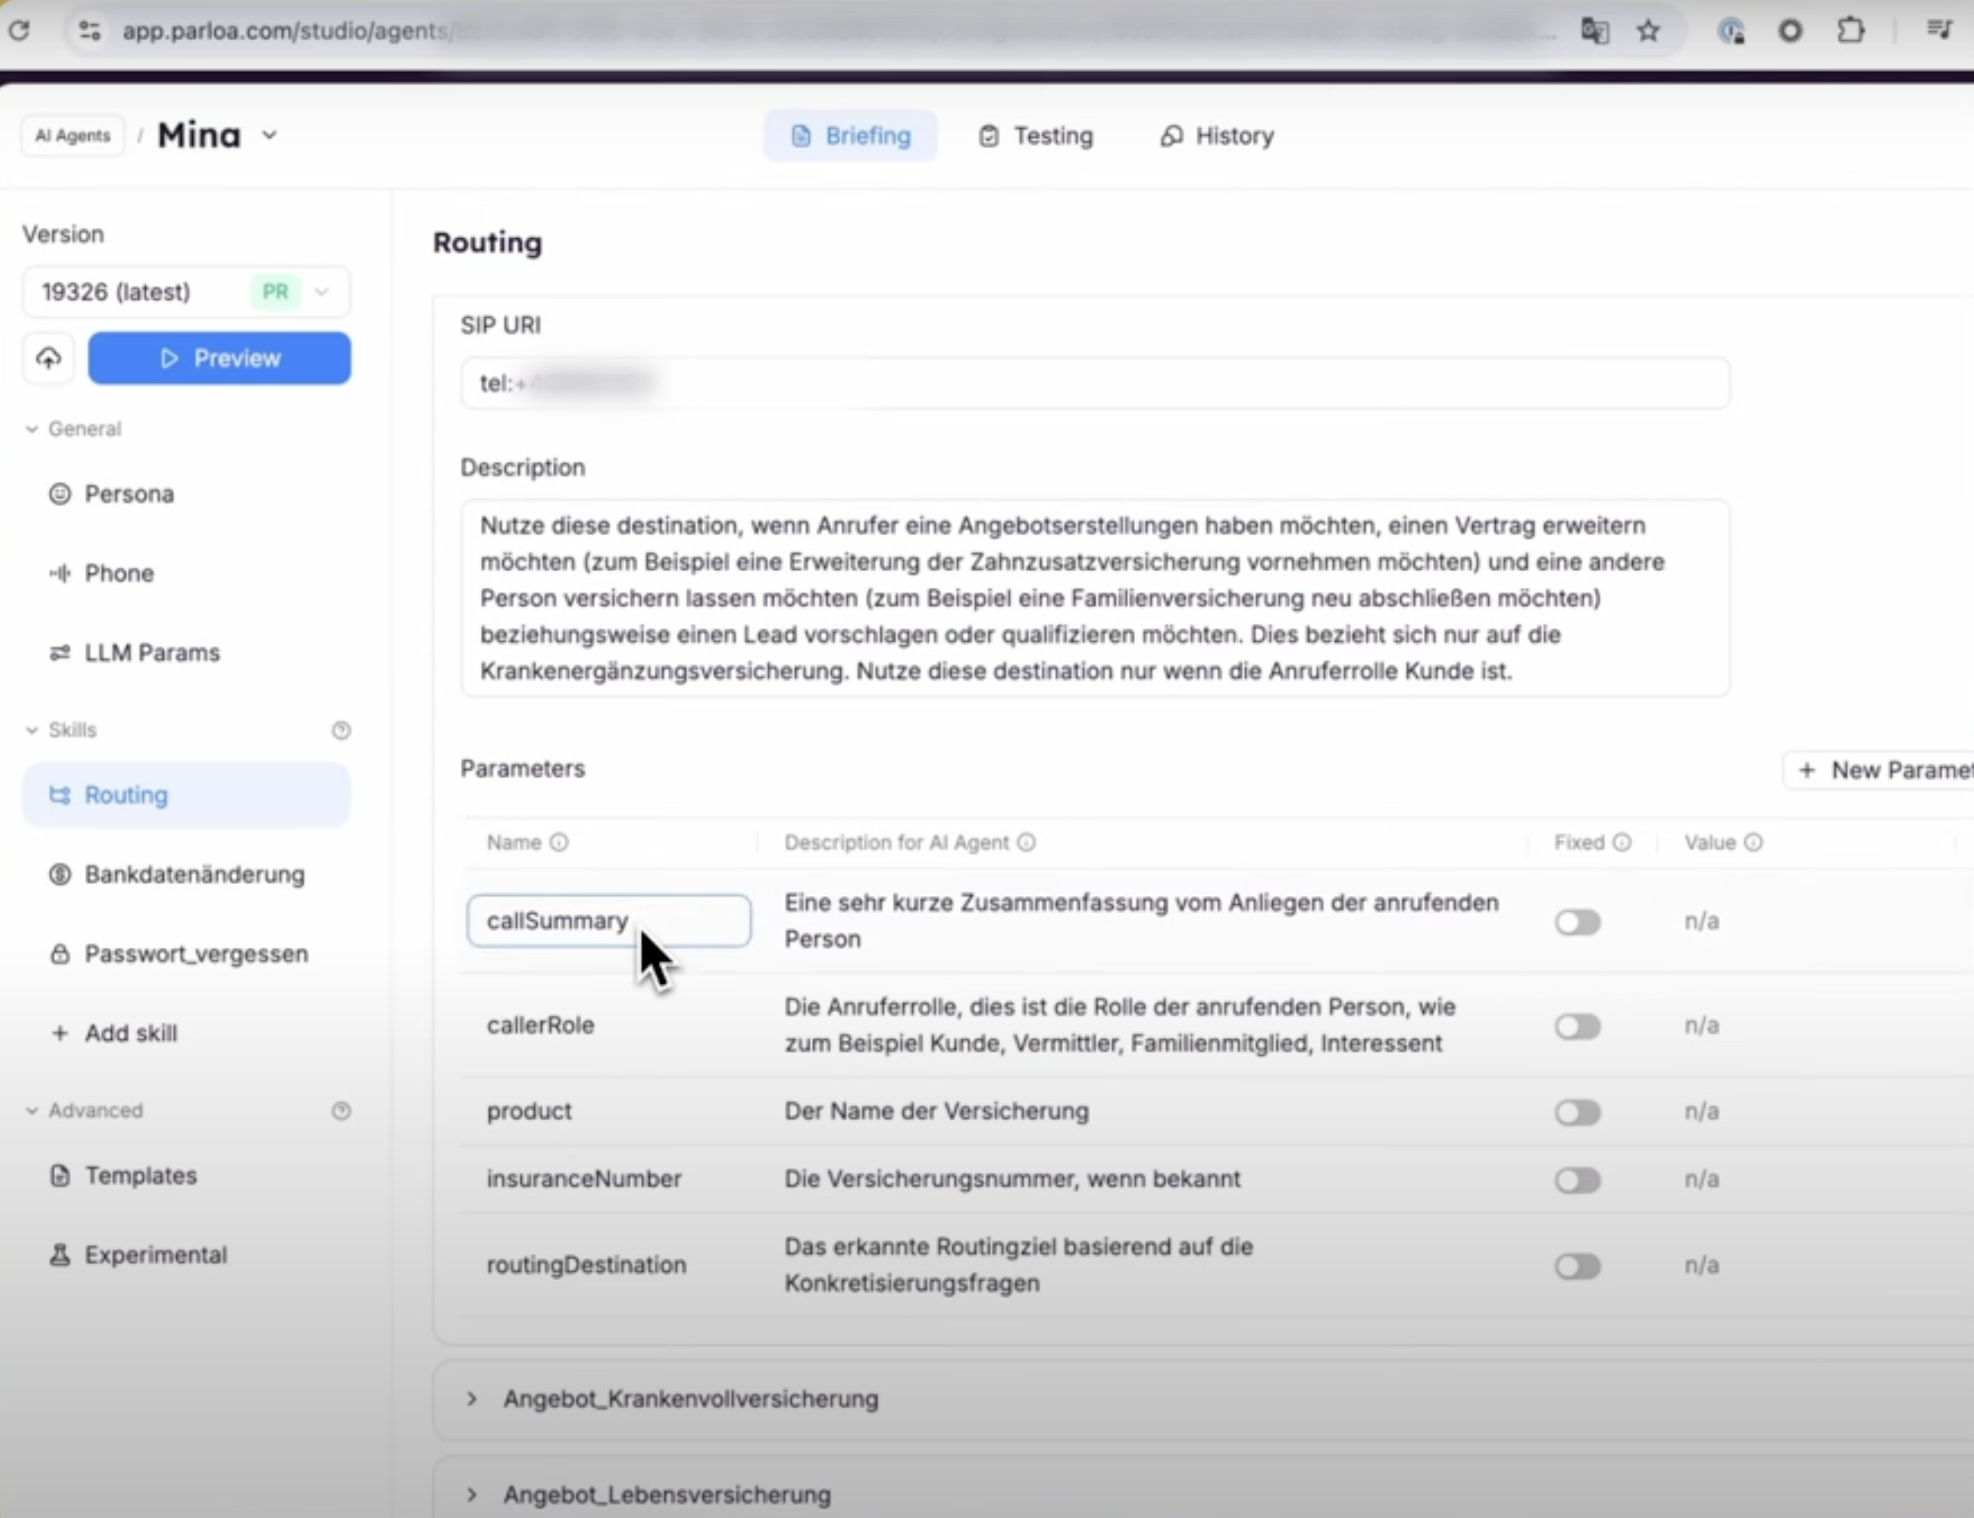 app.parloa.com/studio/agents/
AI Agents / Mina
Briefing
Testing
History
Version
19326 (latest) PR
Preview
General
Persona
Phone
LLM Params
Skills
Routing
Bankdatenänderung
Passwort_vergessen
+ Add skill
Advanced
Templates
Experimental
Routing
SIP URI
tel:+4
Description
Nutze diese destination, wenn Anrufer eine Angebotserstellungen haben möchten, einen Vertrag erweitern
möchten (zum Beispiel eine Erweiterung der Zahnzusatzversicherung vornehmen möchten) und eine andere
Person versichern lassen möchten (zum Beispiel eine Familienversicherung neu abschließen möchten)
beziehungsweise einen Lead vorschlagen oder qualifizieren möchten. Dies bezieht sich nur auf die
Krankenergänzungsversicherung. Nutze diese destination nur wenn die Anruferrolle Kunde ist.
Parameters
+ New Paramet
Name Description for AI Agent Fixed Value
callSummary
Eine sehr kurze Zusammenfassung vom Anliegen der anrufenden
Person
n/a
callerRole
Die Anruferrolle, dies ist die Rolle der anrufenden Person, wie
zum Beispiel Kunde, Vermittler, Familienmitglied, Interessent
n/a
product
Der Name der Versicherung
n/a
insuranceNumber
Die Versicherungsnummer, wenn bekannt
n/a
routingDestination
Das erkannte Routingziel basierend auf die
Konkretisierungsfragen
n/a
Angebot_Krankenvollversicherung
Angebot_Lebensversicherung